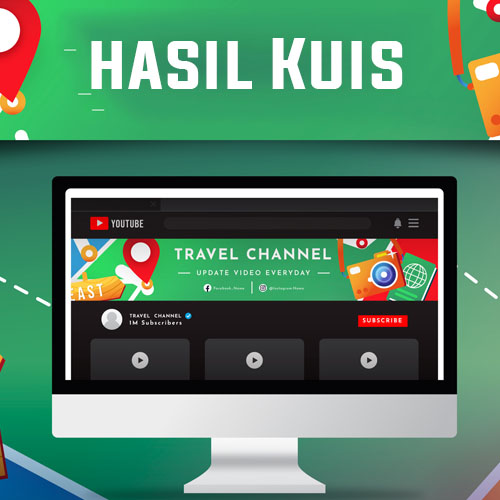 HASIL KUIS
YOUTUBE
TRAVEL CHANNEL
UPDATE VIDEO EVERYDAY
Facebook_Name
@Instagram Name
EAST
TRAVEL CHANNEL
1M Subscribers
SUBSCRIBE